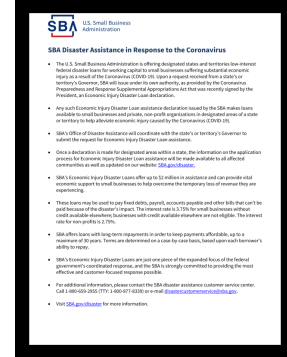 SBA
U.S. Small Business
Administration
SBA Disaster Assistance in Response to the Coronavirus
• The U.S. Small Business Administration is offering designated states and territories low-interest
federal disaster loans for working capital to small businesses suffering substantial economic
injury as a result of the Coronavirus (COVID-19). Upon a request received from a state's or
territory's Governor, SBA will issue under its own authority, as provided by the Coronavirus
Preparedness and Response Supplemental Appropriations Act that was recently signed by the
President, an Economic Injury Disaster Loan declaration.
• Any such Economic Injury Disaster Loan assistance declaration issued by the SBA makes loans
available to small businesses and private, non-profit organizations in designated areas of a state
or territory to help alleviate economic injury caused by the Coronavirus (COVID-19).
• SBA's Office of Disaster Assistance will coordinate with the state's or territory's Governor to
submit the request for Economic Injury Disaster Loan assistance.
• Once a declaration is made for designated areas within a state, the information on the application
process for Economic Injury Disaster Loan assistance will be made available to all affected
communities as well as updated on our website: SBA.gov/disaster.
• SBA's Economic Injury Disaster Loans offer up to $2 million in assistance and can provide vital
economic support to small businesses to help overcome the temporary loss of revenue they are
experiencing.
• These loans may be used to pay fixed debts, payroll, accounts payable and other bills that can't be
paid because of the disaster's impact. The interest rate is 3.75% for small businesses without
credit available elsewhere; businesses with credit available elsewhere are not eligible. The interest
rate for non-profits is 2.75%.
• SBA offers loans with long-term repayments in order to keep payments affordable, up to a
maximum of 30 years. Terms are determined on a case-by-case basis, based upon each borrower's
ability to repay.
• SBA's Economic Injury Disaster Loans are just one piece of the expanded focus of the federal
government's coordinated response, and the SBA is strongly committed to providing the most
effective and customer-focused response possible.
• For additional information, please contact the SBA disaster assistance customer service center.
Call 1-800-659-2955 (TTY: 1-800-877-8339) or e-mail disastercustomerservice@sba.gov.
• Visit SBA.gov/disaster for more information.